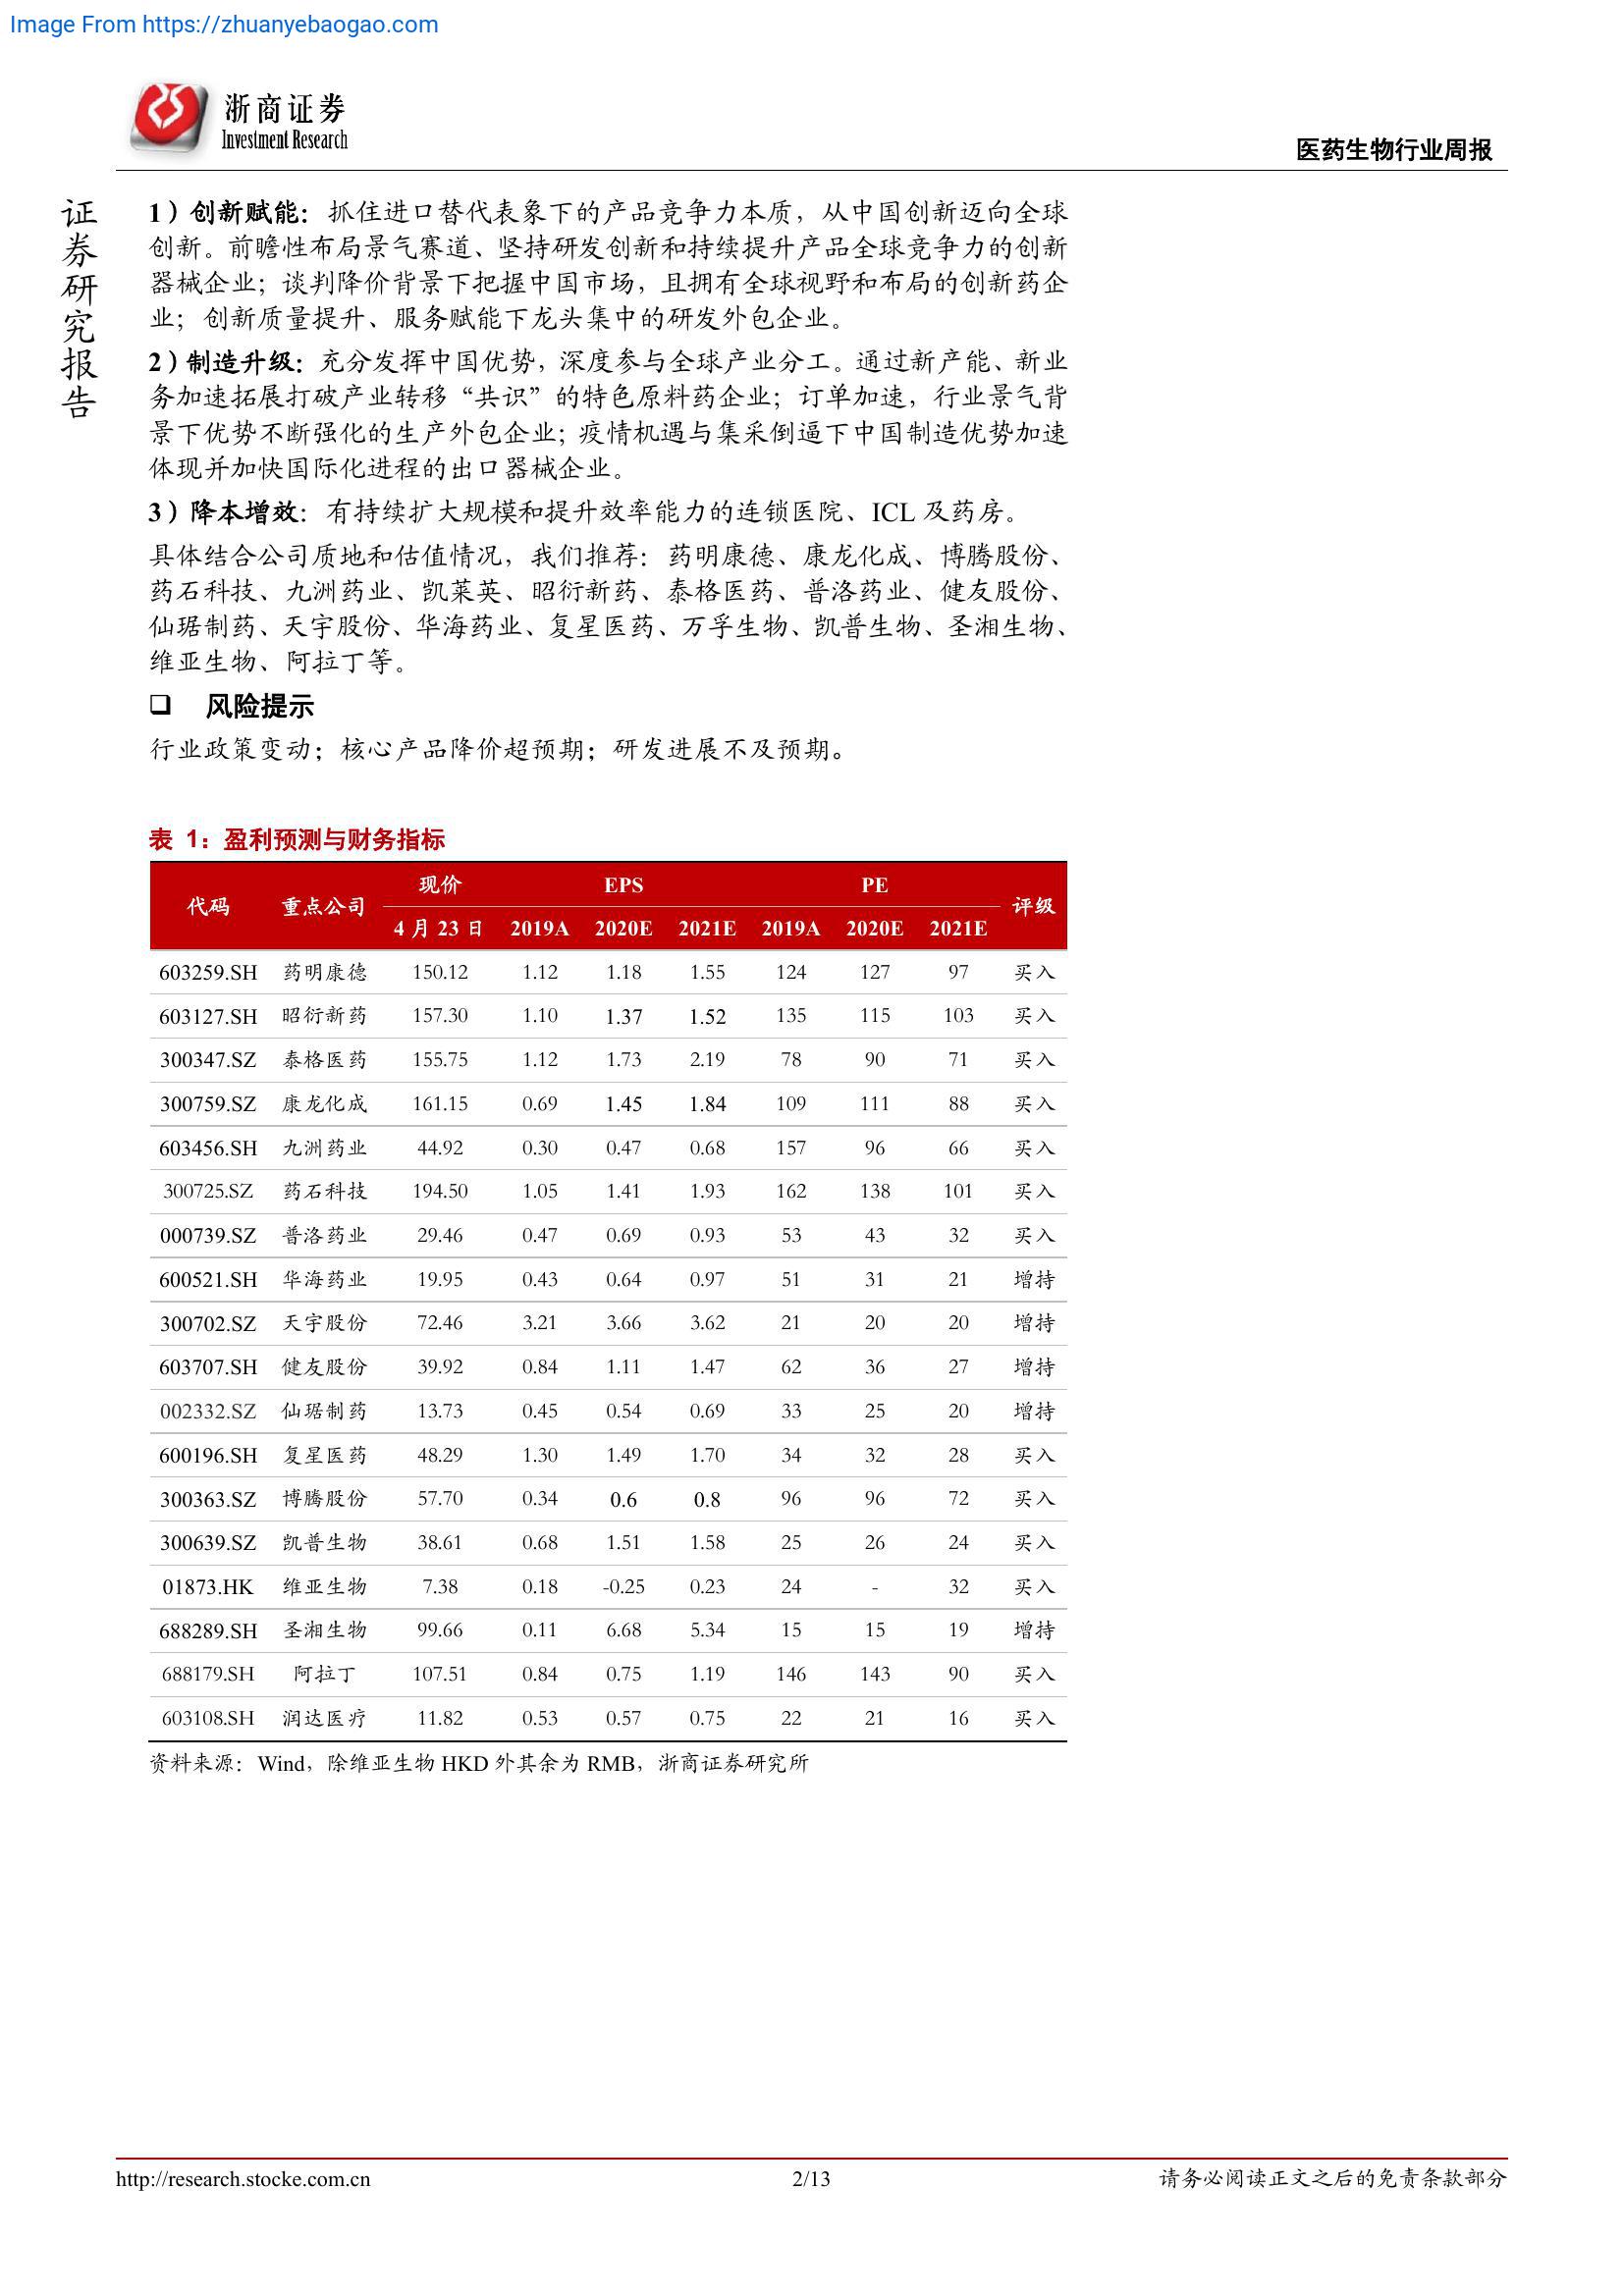 Image From https://zhuanyebaogao.com
浙商证券
Investment Research
医药生物行业周报
证券研究报告
1）创新赋能：抓住进口替代表象下的产品竞争力本质，从中国创新迈向全球
创新。前瞻性布局景气赛道、坚持研发创新和持续提升产品全球竞争力的创新
器械企业；谈判降价背景下把握中国市场，且拥有全球视野和布局的创新药企
业；创新质量提升、服务赋能下龙头集中的研发外包企业。
2）制造升级：充分发挥中国优势，深度参与全球产业分工。通过新产能、新业
务加速拓展打破产业转移“共识”的特色原料药企业；订单加速，行业景气背
景下优势不断强化的生产外包企业；疫情机遇与集采倒逼下中国制造优势加速
体现并加快国际化进程的出口器械企业。
3）降本增效：有持续扩大规模和提升效率能力的连锁医院、ICL 及药房。
具体结合公司质地和估值情况，我们推荐：药明康德、康龙化成、博腾股份、
药石科技、九洲药业、凯莱英、昭衍新药、泰格医药、普洛药业、健友股份、
仙琚制药、天宇股份、华海药业、复星医药、万孚生物、凯普生物、圣湘生物、
维亚生物、阿拉丁等。
❑ 风险提示
行业政策变动；核心产品降价超预期；研发进展不及预期。
表 1：盈利预测与财务指标
代码 重点公司 现价 EPS PE 评级
4 月 23 日 2019A 2020E 2021E 2019A 2020E 2021E
603259.SH 药明康德 150.12 1.12 1.18 1.55 124 127 97 买入
603127.SH 昭衍新药 157.30 1.10 1.37 1.52 135 115 103 买入
300347.SZ 泰格医药 155.75 1.12 1.73 2.19 78 90 71 买入
300759.SZ 康龙化成 161.15 0.69 1.45 1.84 109 111 88 买入
603456.SH 九洲药业 44.92 0.30 0.47 0.68 157 96 66 买入
300725.SZ 药石科技 194.50 1.05 1.41 1.93 162 138 101 买入
000739.SZ 普洛药业 29.46 0.47 0.69 0.93 53 43 32 买入
600521.SH 华海药业 19.95 0.43 0.64 0.97 51 31 21 增持
300702.SZ 天宇股份 72.46 3.21 3.66 3.62 21 20 20 增持
603707.SH 健友股份 39.92 0.84 1.11 1.47 62 36 27 增持
002332.SZ 仙琚制药 13.73 0.45 0.54 0.69 33 25 20 增持
600196.SH 复星医药 48.29 1.30 1.49 1.70 34 32 28 买入
300363.SZ 博腾股份 57.70 0.34 0.6 0.8 96 96 72 买入
300639.SZ 凯普生物 38.61 0.68 1.51 1.58 25 26 24 买入
01873.HK 维亚生物 7.38 0.18 -0.25 0.23 24 - 32 买入
688289.SH 圣湘生物 99.66 0.11 6.68 5.34 15 15 19 增持
688179.SH 阿拉丁 107.51 0.84 0.75 1.19 146 143 90 买入
603108.SH 润达医疗 11.82 0.53 0.57 0.75 22 21 16 买入
资料来源：Wind，除维亚生物 HKD 外其余为 RMB，浙商证券研究所
http://research.stocke.com.cn 2/13 请务必阅读正文之后的免责条款部分